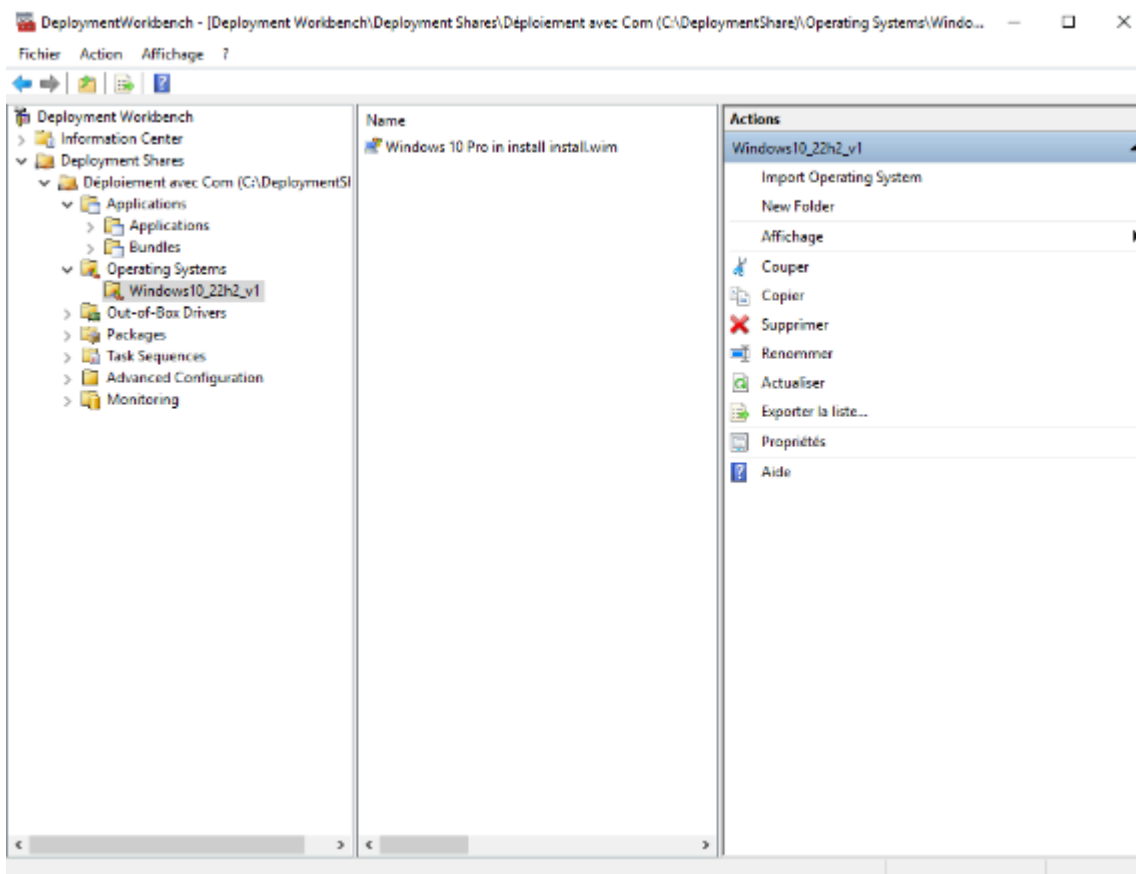 DeploymentWorkbench - [Deployment Workbench\Deployment Shares\Déploiement avec Com (C:\DeploymentShare)\Operating Systems\Windo...
Fichier Action Affichage ?
Deployment Workbench
Information Center
Deployment Shares
Déploiement avec Com (C:\DeploymentSl
Applications
Applications
Bundles
Operating Systems
Windows10_22h2_v1
Out-of-Box Drivers
Packages
Task Sequences
Advanced Configuration
Monitoring
Name
Windows 10 Pro in install install.wim
Actions
Windows10_22h2_v1
Import Operating System
New Folder
Affichage
Couper
Copier
Supprimer
Renommer
Actualiser
Exporter la liste...
Propriétés
Aide